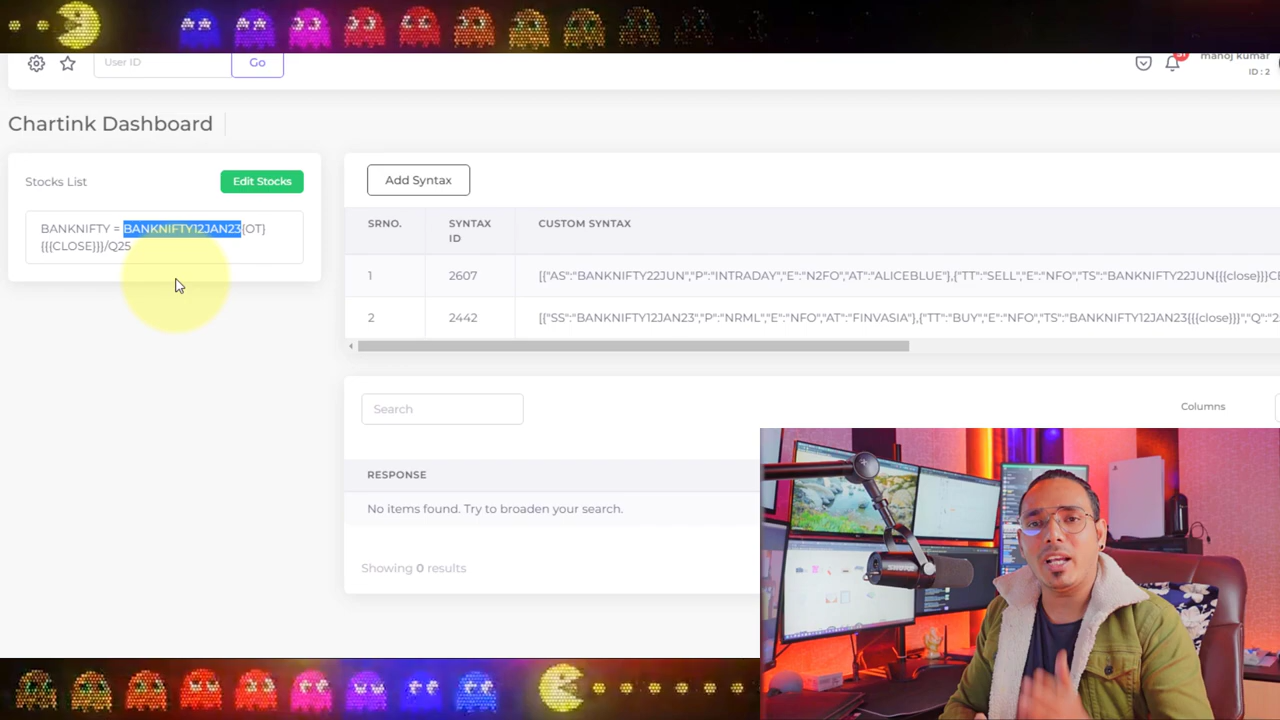 User ID
Go
manoj kumar
ID : 2
Chartink Dashboard
Stocks List
Edit Stocks
BANKNIFTY = BANKNIFTY12JAN23{OT}
{{{CLOSE}}}/Q25
Add Syntax
SRNO.
SYNTAX
ID
CUSTOM SYNTAX
1
2607
[{"AS":"BANKNIFTY22JUN","P":"INTRADAY","E":"N2FO","AT":"ALICEBLUE"},{"TT":"SELL","E":"NFO","TS":"BANKNIFTY22JUN{{{close}}}C
2
2442
[{"SS":"BANKNIFTY12JAN23","P":"NRML","E":"NFO","AT":"FINVASIA"},{"TT":"BUY","E":"NFO","TS":"BANKNIFTY12JAN23{{{close}}}","Q":"2
Search
Columns
RESPONSE
No items found. Try to broaden your search.
Showing 0 results